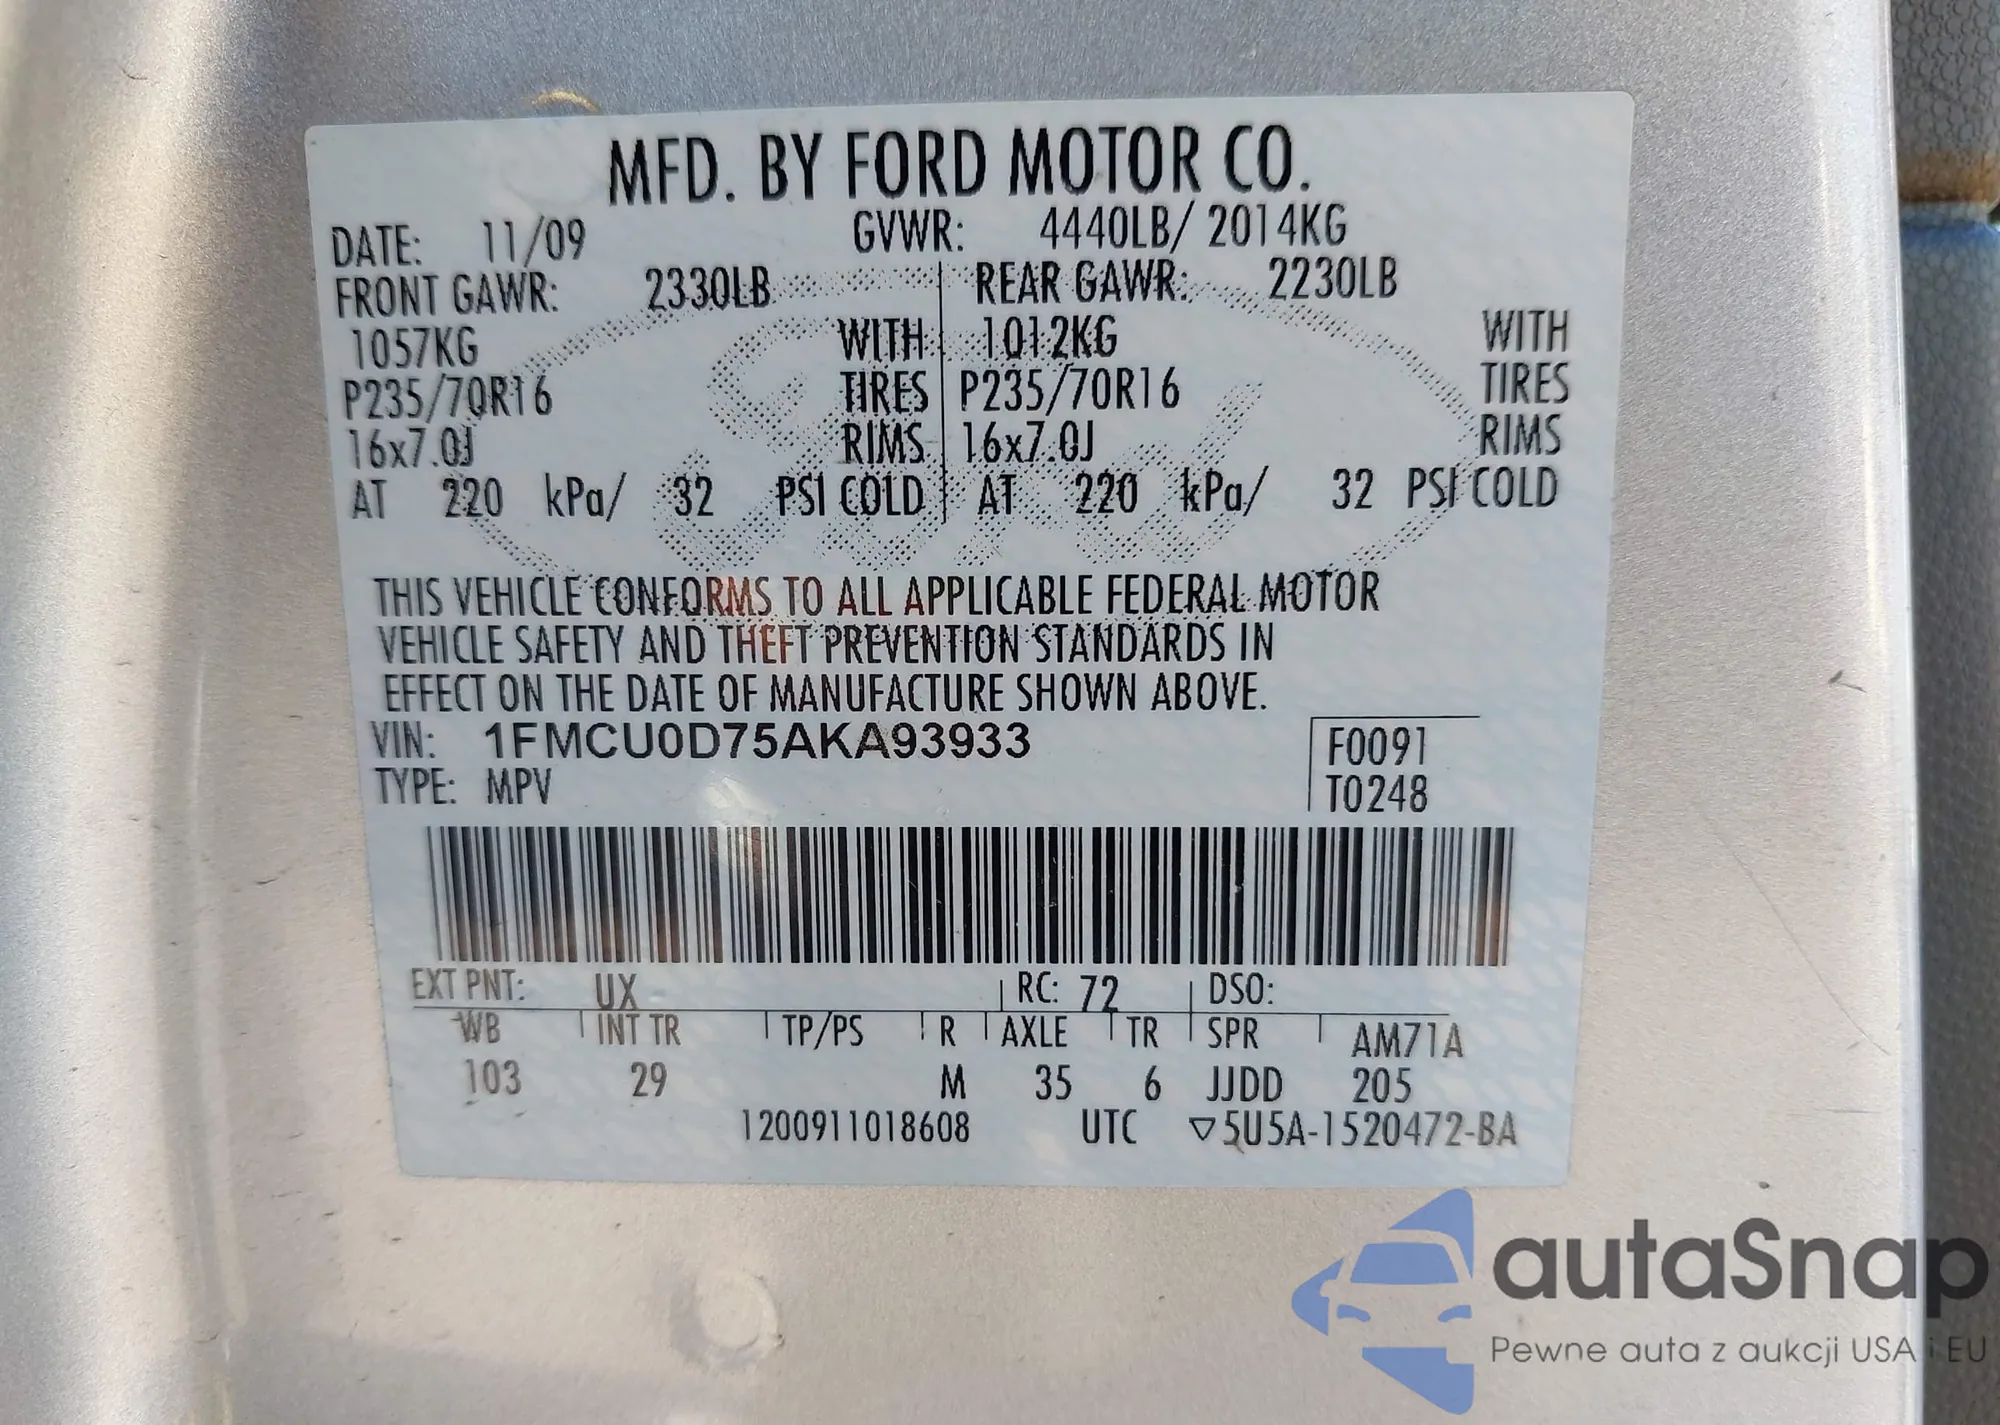 MFD. BY FORD MOTOR CO.
DATE: 11/09 GVWR: 4440LB/ 2014KG
FRONT GAWR: 2330LB REAR GAWR: 2230LB
1057KG WITH 1012KG WITH
P235/70R16 TIRES P235/70R16 TIRES
16x7.0J RIMS 16x7.0J RIMS
AT 220 kPa/ 32 PSI COLD AT 220 kPa/ 32 PSI COLD
THIS VEHICLE CONFORMS TO ALL APPLICABLE FEDERAL MOTOR
VEHICLE SAFETY AND THEFT PREVENTION STANDARDS IN
EFFECT ON THE DATE OF MANUFACTURE SHOWN ABOVE.
VIN: 1FMCU0D75AKA93933 F0091
TYPE: MPV T0248
EXT PNT: UX RC: 72 DSO:
WB INT TR TP/PS R AXLE TR SPR AM71A
103 29 M 35 6 JJDD 205
1200911018608 UTC ▽5U5A-1520472-BA
autaSnap
Pewne auta z aukcji USA i EU